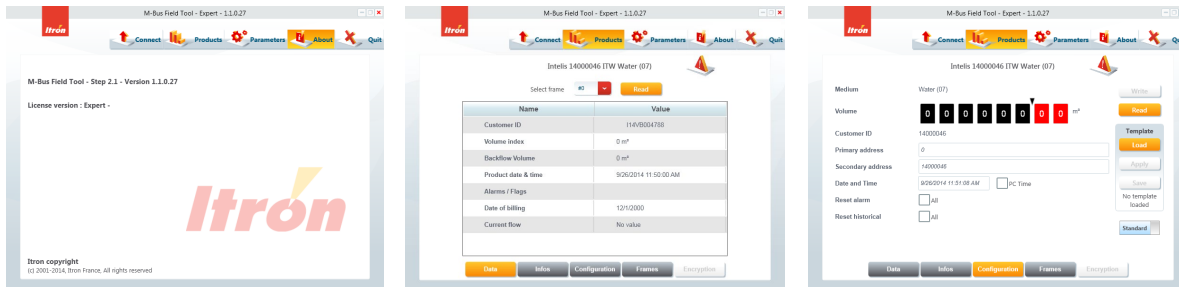 M-Bus Field Tool - Expert - 1.1.0.27
Itrón
Connect Products Parameters About Quit
M-Bus Field Tool - Step 2.1 - Version 1.1.0.27
License version : Expert -
Itrón
Itron copyright
(c) 2001-2014, Itron France, All rights reserved
M-Bus Field Tool - Expert - 1.1.0.27
Itrón
Connect Products Parameters About Quit
Intelis 14000046 ITW Water (07)
Select frame #0 Read
Name Value
Customer ID I14VB004786
Volume index 0 m³
Backflow Volume 0 m³
Product date & time 9/26/2014 11:50:00 AM
Alarms / Flags
Date of billing 12/1/2000
Current flow No value
Data Infos Configuration Frames Encryption
M-Bus Field Tool - Expert - 1.1.0.27
Itrón
Connect Products Parameters About Qu
Intelis 14000046 ITW Water (07)
Medium Water (07) Write
Volume 0 0 0 0 0 0 0 0 m³ Read
Customer ID 14000046 Template
Primary address 0 Load
Secondary address 14000046 Apply
Date and Time 9/26/2014 11:51:06 AM PC Time Save
Reset alarm All No template
loaded
Reset historical All
Standard
Data Infos Configuration Frames Encryption